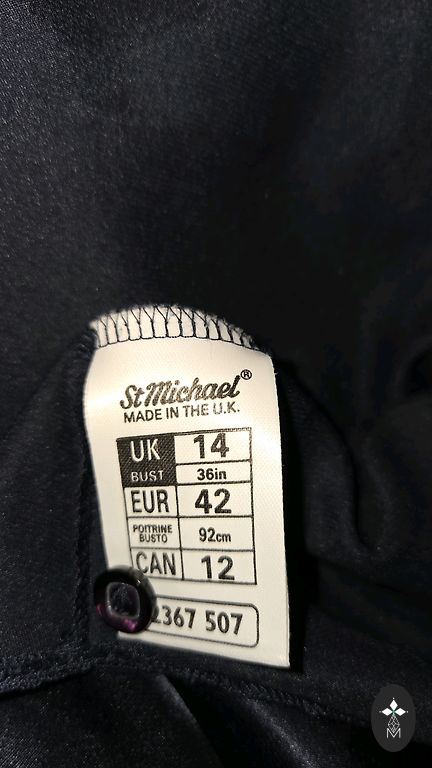 St Michael®
MADE IN THE U.K.
UK 14
BUST 36in
EUR 42
POITRINE
BUSTO 92cm
CAN 12
2367 507
M